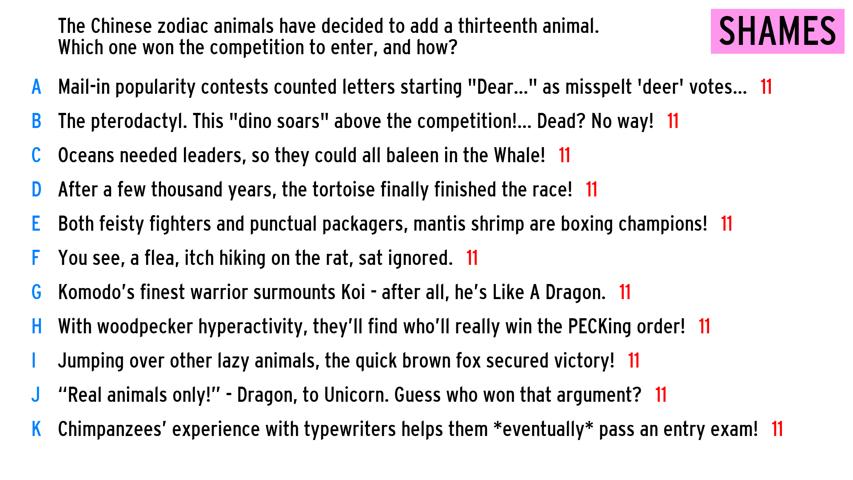 The Chinese zodiac animals have decided to add a thirteenth animal.
Which one won the competition to enter, and how?
SHAMES
A Mail-in popularity contests counted letters starting "Dear..." as misspelt 'deer' votes... 11
B The pterodactyl. This "dino soars" above the competition!... Dead? No way! 11
C Oceans needed leaders, so they could all baleen in the Whale! 11
D After a few thousand years, the tortoise finally finished the race! 11
E Both feisty fighters and punctual packagers, mantis shrimp are boxing champions! 11
F You see, a flea, itch hiking on the rat, sat ignored. 11
G Komodo’s finest warrior surmounts Koi - after all, he’s Like A Dragon. 11
H With woodpecker hyperactivity, they’ll find who’ll really win the PECKing order! 11
I Jumping over other lazy animals, the quick brown fox secured victory! 11
J “Real animals only!” - Dragon, to Unicorn. Guess who won that argument? 11
K Chimpanzees’ experience with typewriters helps them *eventually* pass an entry exam! 11